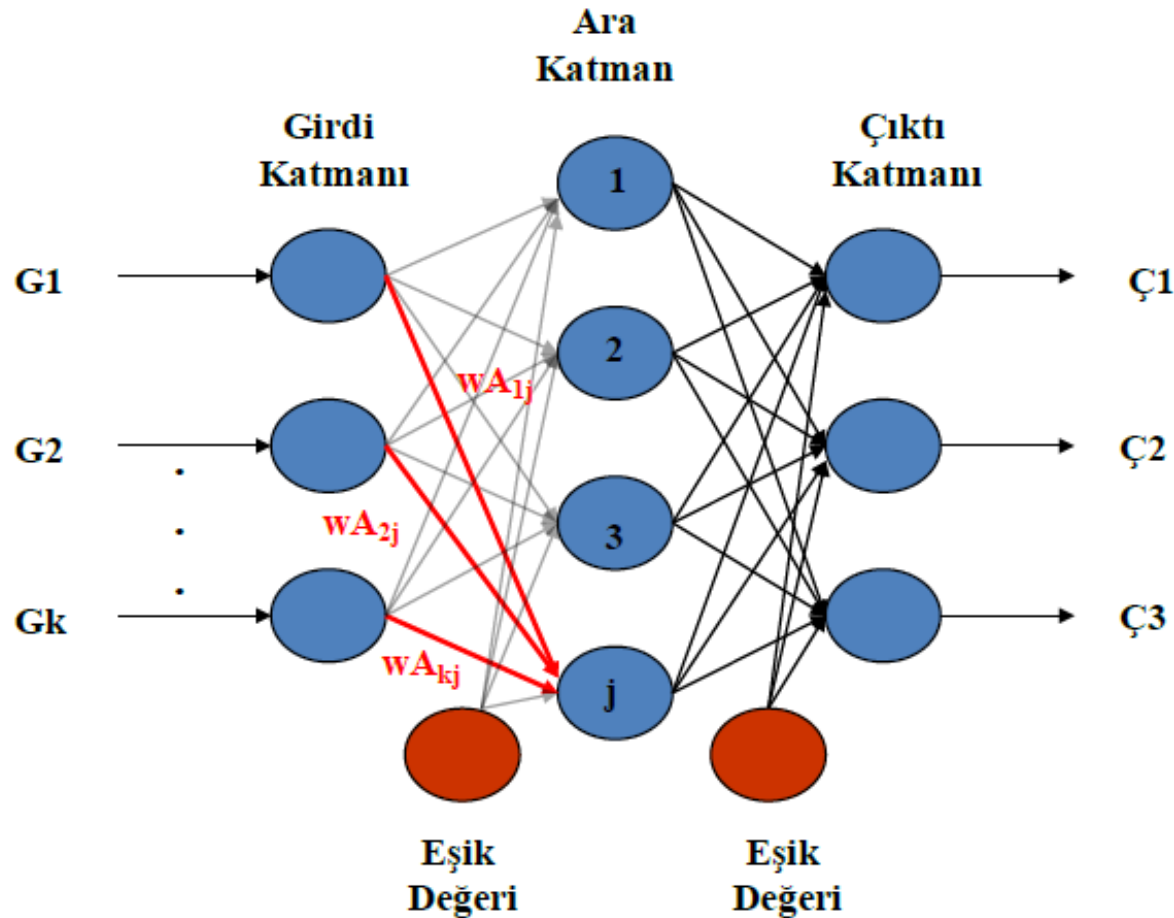 Ara
Katman
Girdi
Katmanı
Çıktı
Katmanı
1
G1
Ç1
2
wA1j
G2
Ç2
.
.
.
wA2j
3
Gk
Ç3
wAkj
j
Eşik
Değeri
Eşik
Değeri